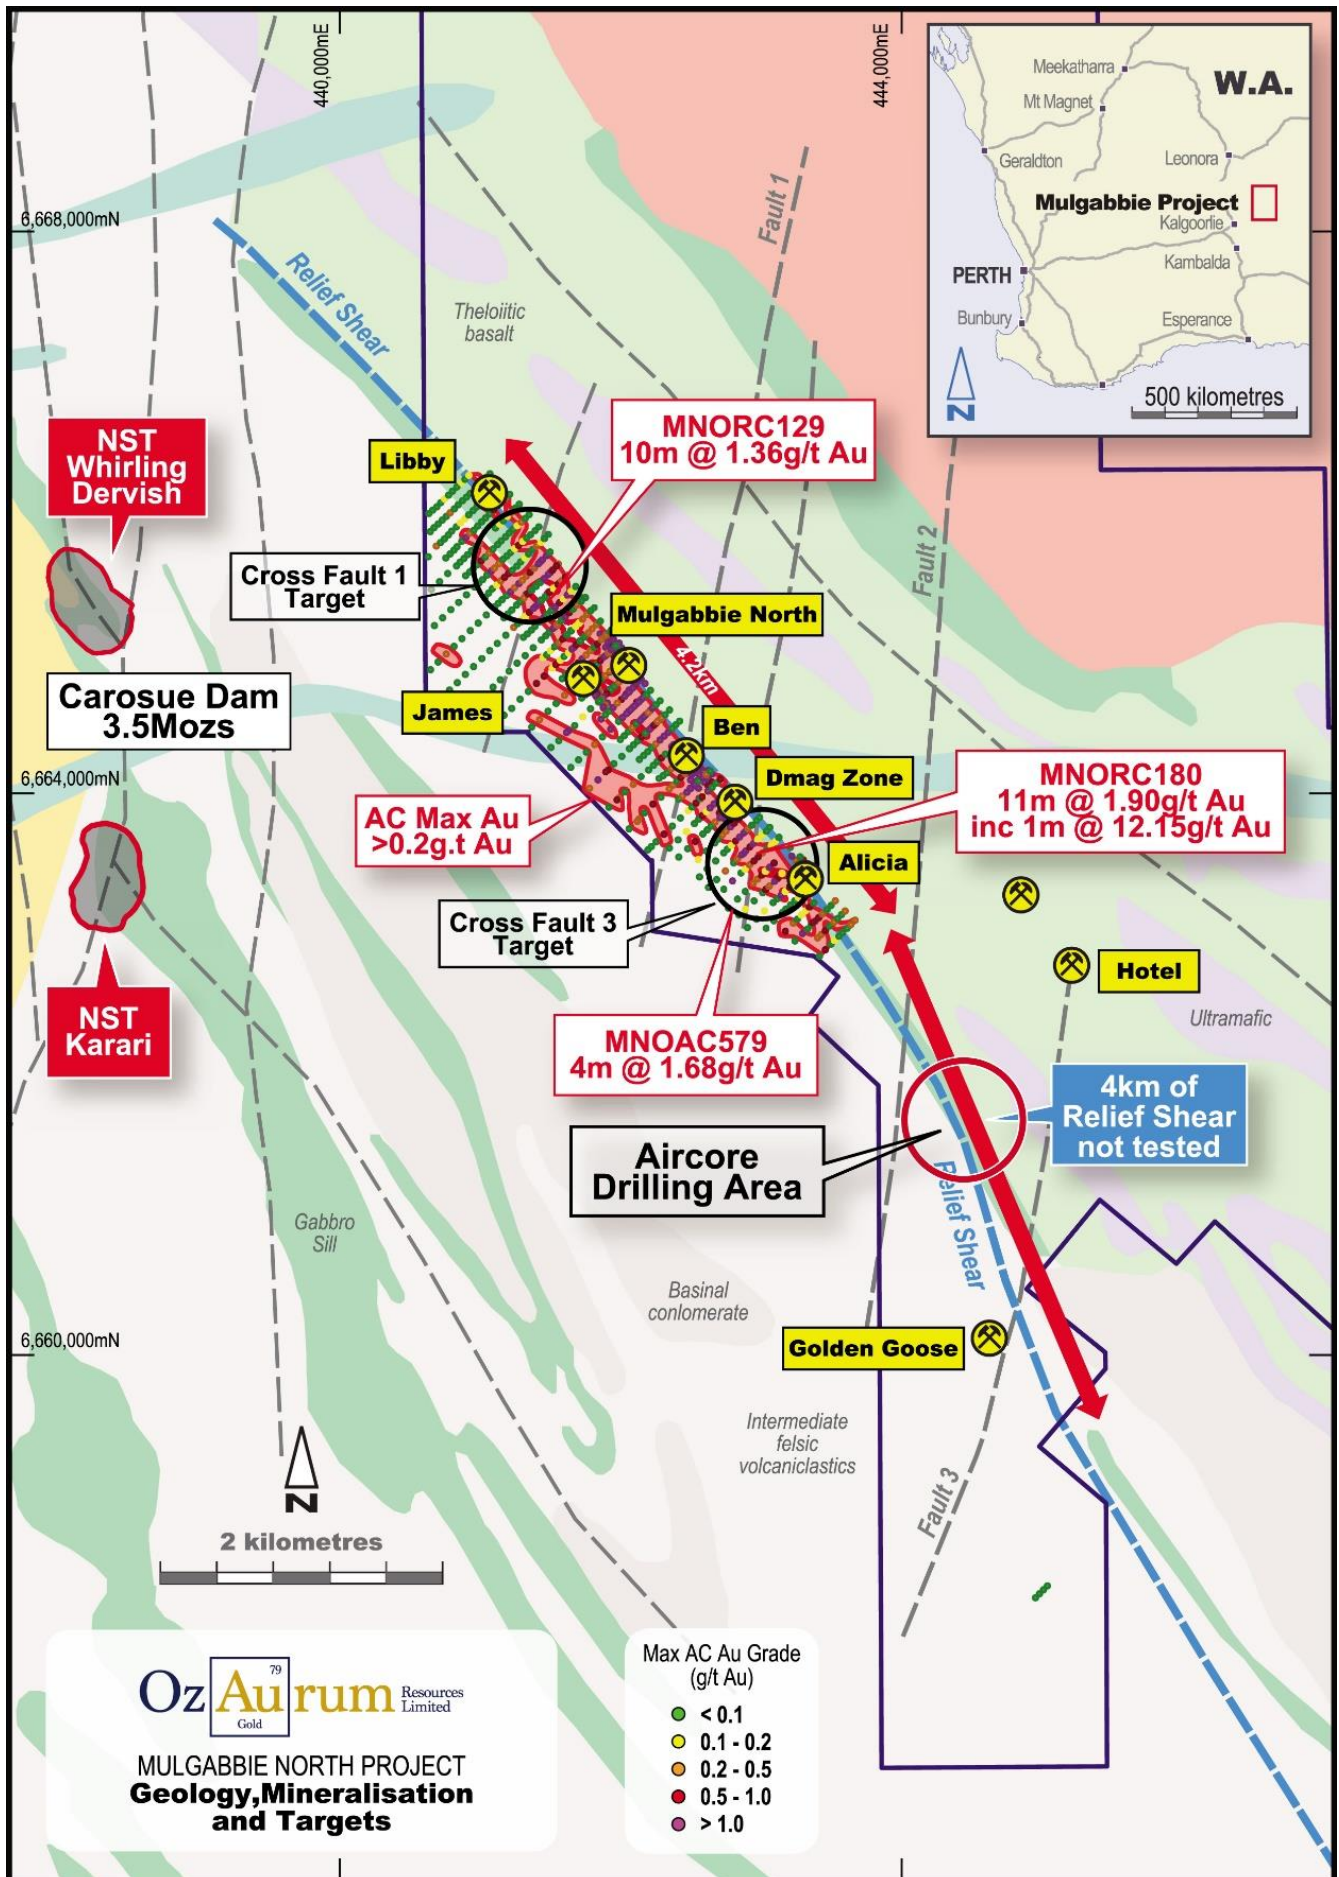 440,000mE
444,000mE
Meekatharra
W.A.
Mt Magnet
Geraldton
Leonora
Mulgabbie Project
Kalgoorlie
PERTH
Kambalda
Bunbury
Esperance
N
500 kilometres
6,668,000mN
Fault 1
Relief Shear
Theloiitic
basalt
NST
Whirling
Dervish
Libby
MNORC129
10m @ 1.36g/t Au
Fault 2
Cross Fault 1
Target
Mulgabbie North
4.2km
Carosue Dam
3.5Mozs
James
Ben
Dmag Zone
6,664,000mN
MNORC180
11m @ 1.90g/t Au
inc 1m @ 12.15g/t Au
AC Max Au
>0.2g.t Au
Alicia
Cross Fault 3
Target
Hotel
NST
Karari
Ultramafic
MNOAC579
4m @ 1.68g/t Au
4km of
Relief Shear
not tested
Aircore
Drilling Area
Relief Shear
Gabbro
Sill
Basinal
conlomerate
6,660,000mN
Golden Goose
Intermediate
felsic
volcaniclastics
Fault 3
N
2 kilometres
Max AC Au Grade
(g/t Au)
< 0.1
0.1 - 0.2
0.2 - 0.5
0.5 - 1.0
> 1.0
79
OzAurum Resources
Limited
Gold
MULGABBIE NORTH PROJECT
Geology,Mineralisation
and Targets